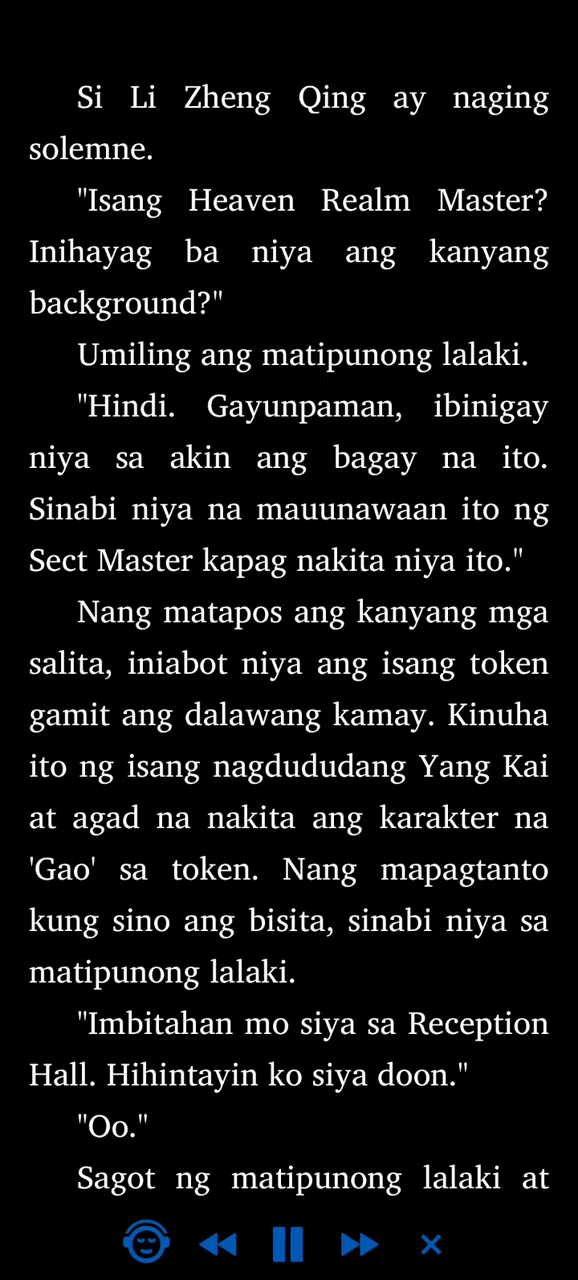 Si Li Zheng Qing ay naging
solemne.
"Isang Heaven Realm Master?
Inihayag ba niya ang kanyang
background?"
Umiling ang matipunong lalaki.
"Hindi. Gayunpaman, ibinigay
niya sa akin ang bagay na ito.
Sinabi niya na mauunawaan ito ng
Sect Master kapag nakita niya ito."
Nang matapos ang kanyang mga
salita, iniabot niya ang isang token
gamit ang dalawang kamay. Kinuha
ito ng isang nagdududang Yang Kai
at agad na nakita ang karakter na
'Gao' sa token. Nang mapagtanto
kung sino ang bisita, sinabi niya sa
matipunong lalaki.
"Imbitahan mo siya sa Reception
Hall. Hihintayin ko siya doon."
"Oo."
Sagot ng matipunong lalaki at